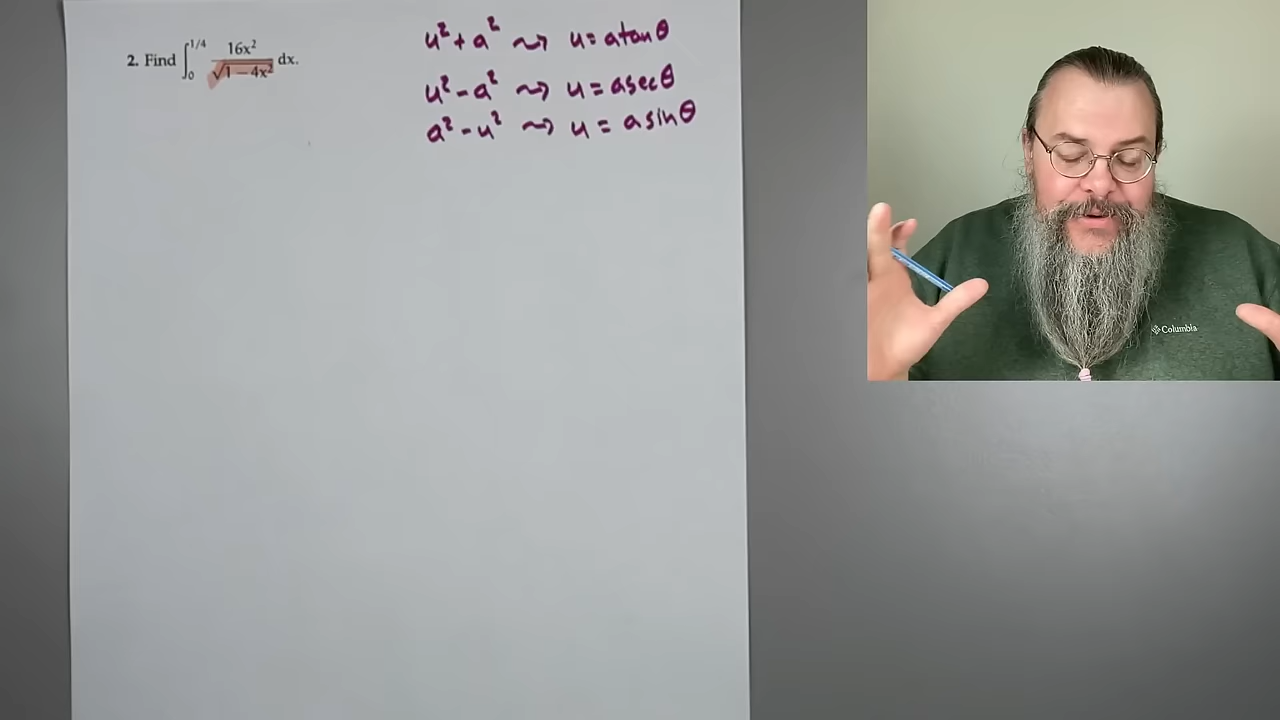 2. Find ∫₀^{1/4} 16x²/√(1 − 4x²) dx.
u² + a² ⇝ u = a tan θ
u² - a² ⇝ u = a sec θ
a² - u² ⇝ u = a sin θ
Columbia